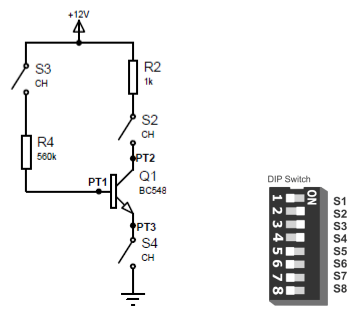 +12V
S3
CH
R2
1k
S2
CH
R4
560k
PT2
PT1
Q1
BC548
PT3
S4
CH
DIP Switch
ON
1 2 3 4 5 6 7 8
S1
S2
S3
S4
S5
S6
S7
S8